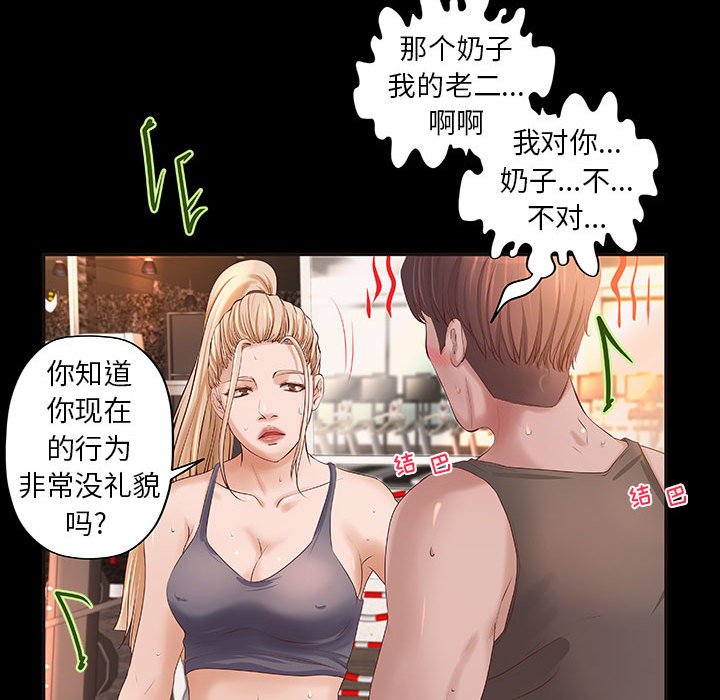 那个奶子
我的老二...
啊啊
我对你...
奶子...不...
不对...
你知道
你现在
的行为
非常没礼貌
吗?
结巴
结巴